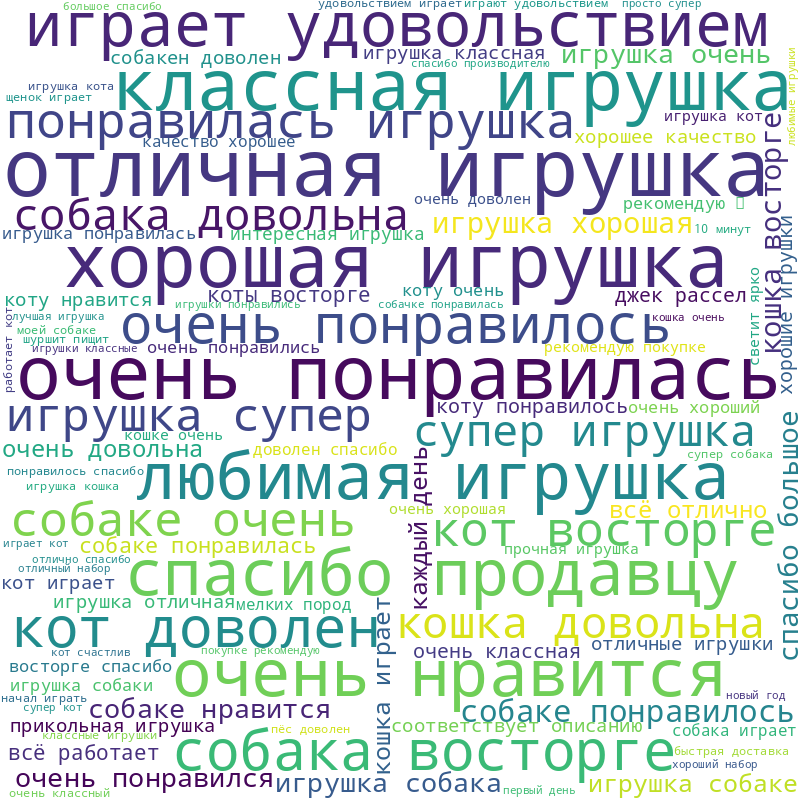 большое спасибо
удовольствием играет
играют удовольствием
просто супер
играет удовольствием
собакен доволен
игрушка классная
игрушка очень
спасибо производителю
любимые игрушки
игрушка кота
щенок играет
классная игрушка
понравилась игрушка
игрушка кот
качество хорошее
хорошее качество
отличная игрушка
кошка восторге
очень доволен
рекомендую
собака довольна
игрушка хорошая
10 минут
игрушка понравилась
интересная игрушка
хорошие игрушки
хорошая игрушка
светит ярко
коту нравится
коты восторге
коту очень
джек рассел
игрушки понравились
собачке понравилась
работает кот
лучшая игрушка
моей собаке
шуршит пищит
очень понравилось
кошка очень
игрушки классные
очень понравились
рекомендую покупке
очень понравилась
игрушка супер
коту понравилось
очень хороший
спасибо большое
супер игрушка
кошке очень
очень довольна
доволен спасибо
супер собака
каждый день
понравилось спасибо
любимая игрушка
игрушка кошка
собаке очень
очень хорошая
всё отлично
кот восторге
играет кот
собаке понравилась
прочная игрушка
отлично спасибо
отличный набор
спасибо продавцу
кот играет
игрушка отличная
мелких пород
кошка играет
кот доволен
кошка довольна
кот счастлив
покупке рекомендую
очень классная
отличные игрушки
восторге спасибо
очень нравится
игрушка собаки
начал играть
новый год
супер кот
собаке нравится
собаке понравилось
прикольная игрушка
классные игрушки
пёс доволен
соответствует описанию
собака играет
всё работает
собака восторге
быстрая доставка
хороший набор
очень понравился
игрушка собака
первый день
игрушка собаке
очень классный